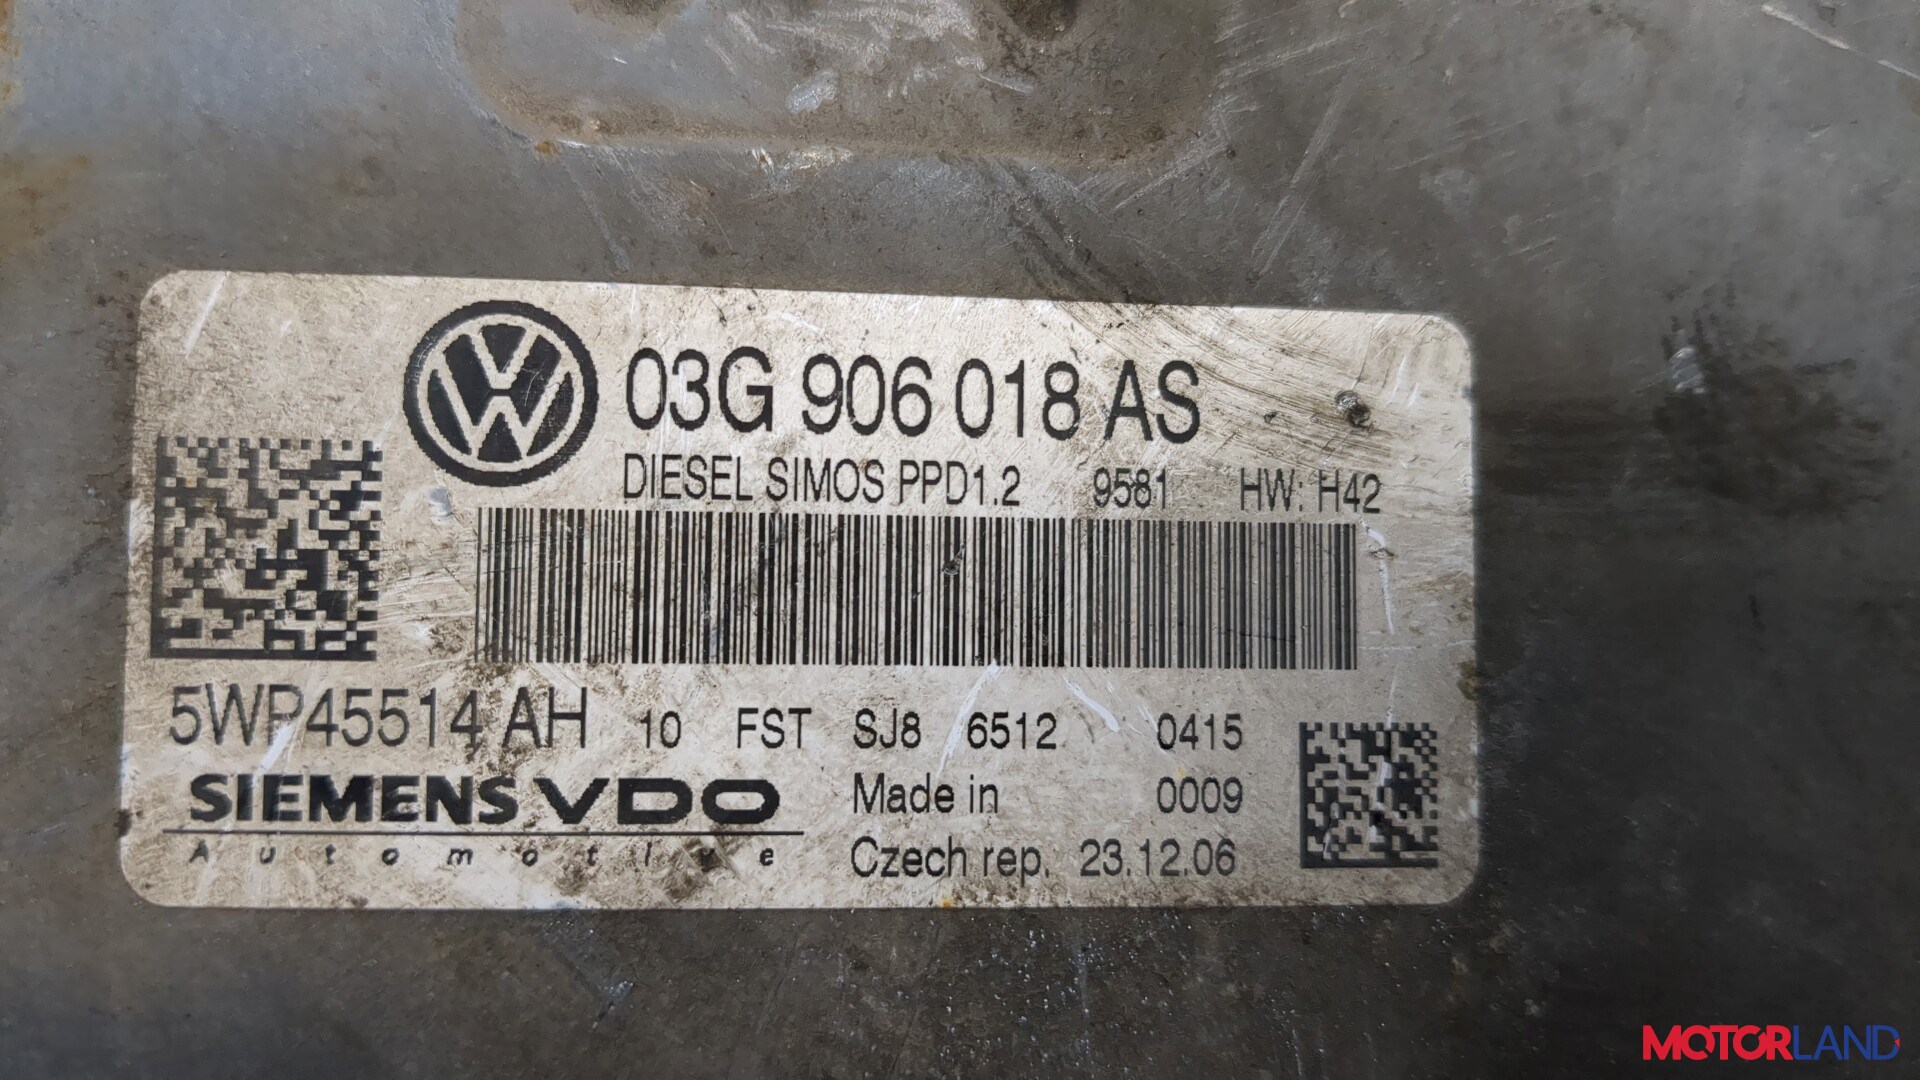 03G 906 018 AS
DIESEL SIMOS PPD1.2 9581 HW: H42
5WP45514 AH 10 FST SJ8 6512 0415
SIEMENS VDO Made in 0009
Automotive Czech rep. 23.12.06
MOTORLAND